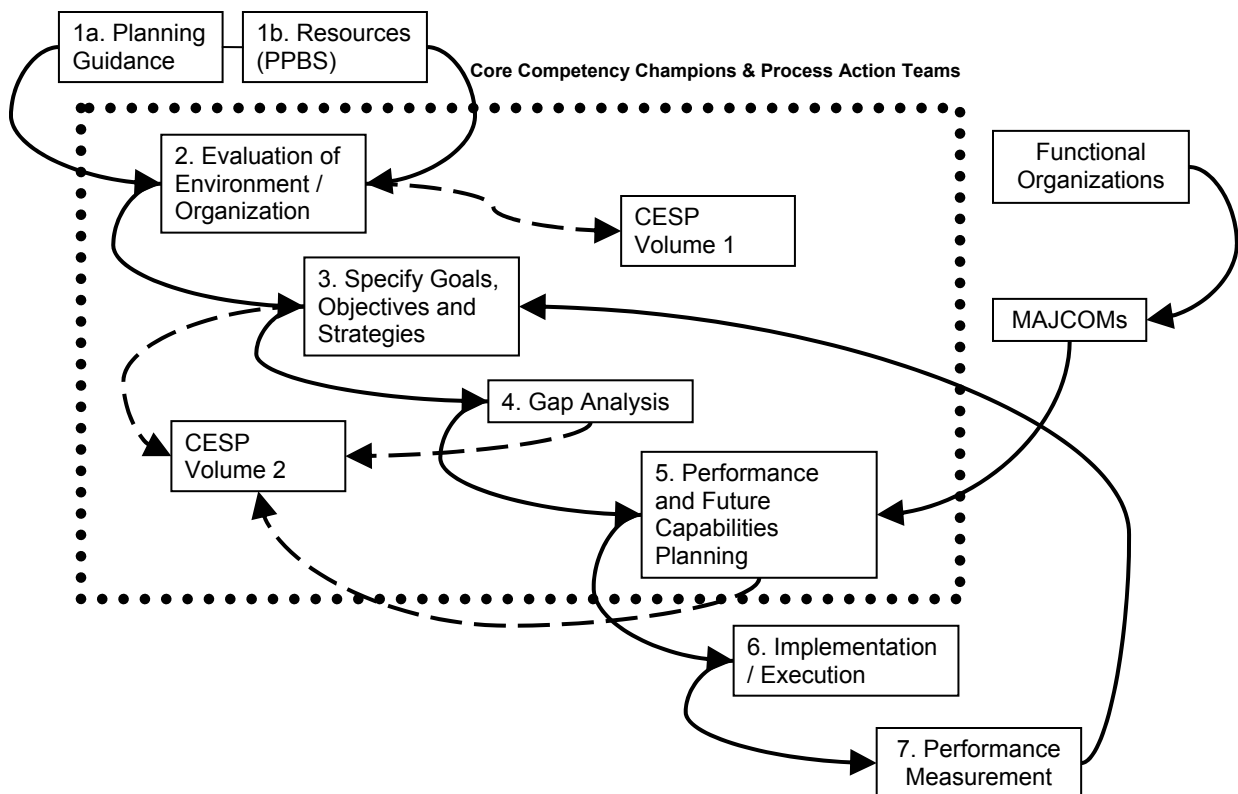 1a. Planning
Guidance
1b. Resources
(PPBS)
Core Competency Champions & Process Action Teams
2. Evaluation of
Environment /
Organization
Functional
Organizations
CESP
Volume 1
3. Specify Goals,
Objectives and
Strategies
MAJCOMs
4. Gap Analysis
CESP
Volume 2
5. Performance
and Future
Capabilities
Planning
6. Implementation
/ Execution
7. Performance
Measurement